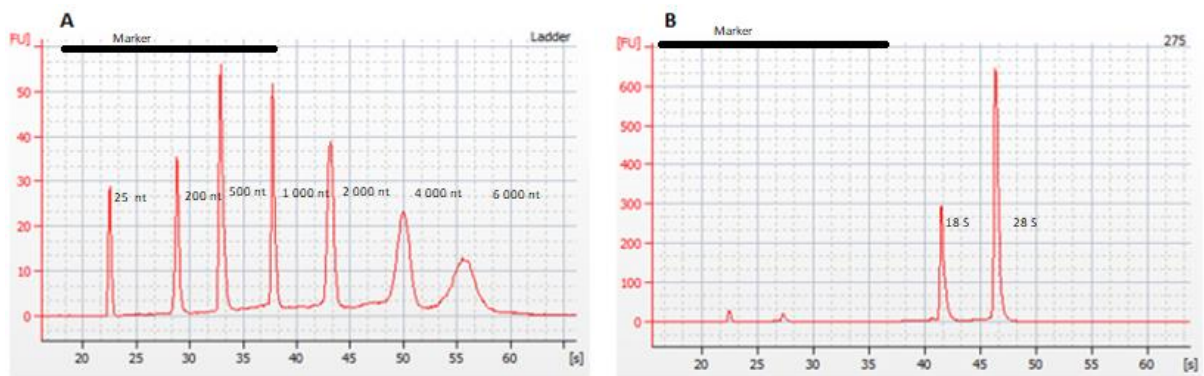 A
Marker
FU]
Ladder
50
40
30
20
10
0
25 nt
200 nt
500 nt
1 000 nt
2 000 nt
4 000 nt
6 000 nt
20 25 30 35 40 45 50 55 60 [s]
B
Marker
[FU]
275
600
500
400
300
200
100
0
18 S
28 S
20 25 30 35 40 45 50 55 60 [s]